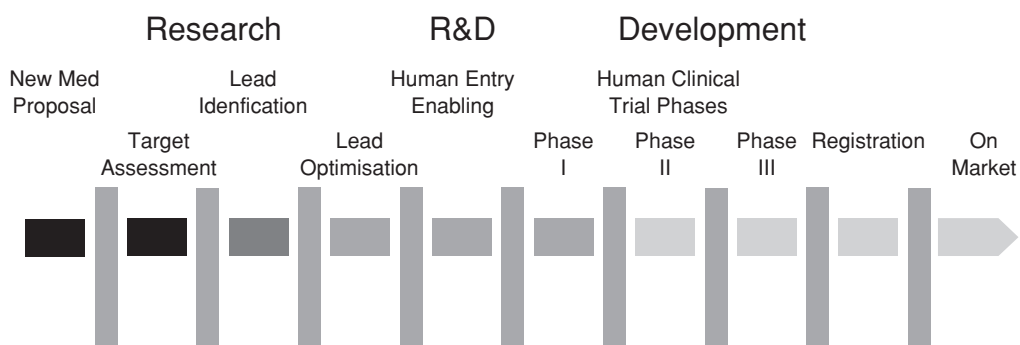 Research R&D Development
New Med Proposal
Target Assessment
Lead Idenfication
Lead Optimisation
Human Entry Enabling
Human Clinical Trial Phases
Phase I
Phase II
Phase III
Registration
On Market